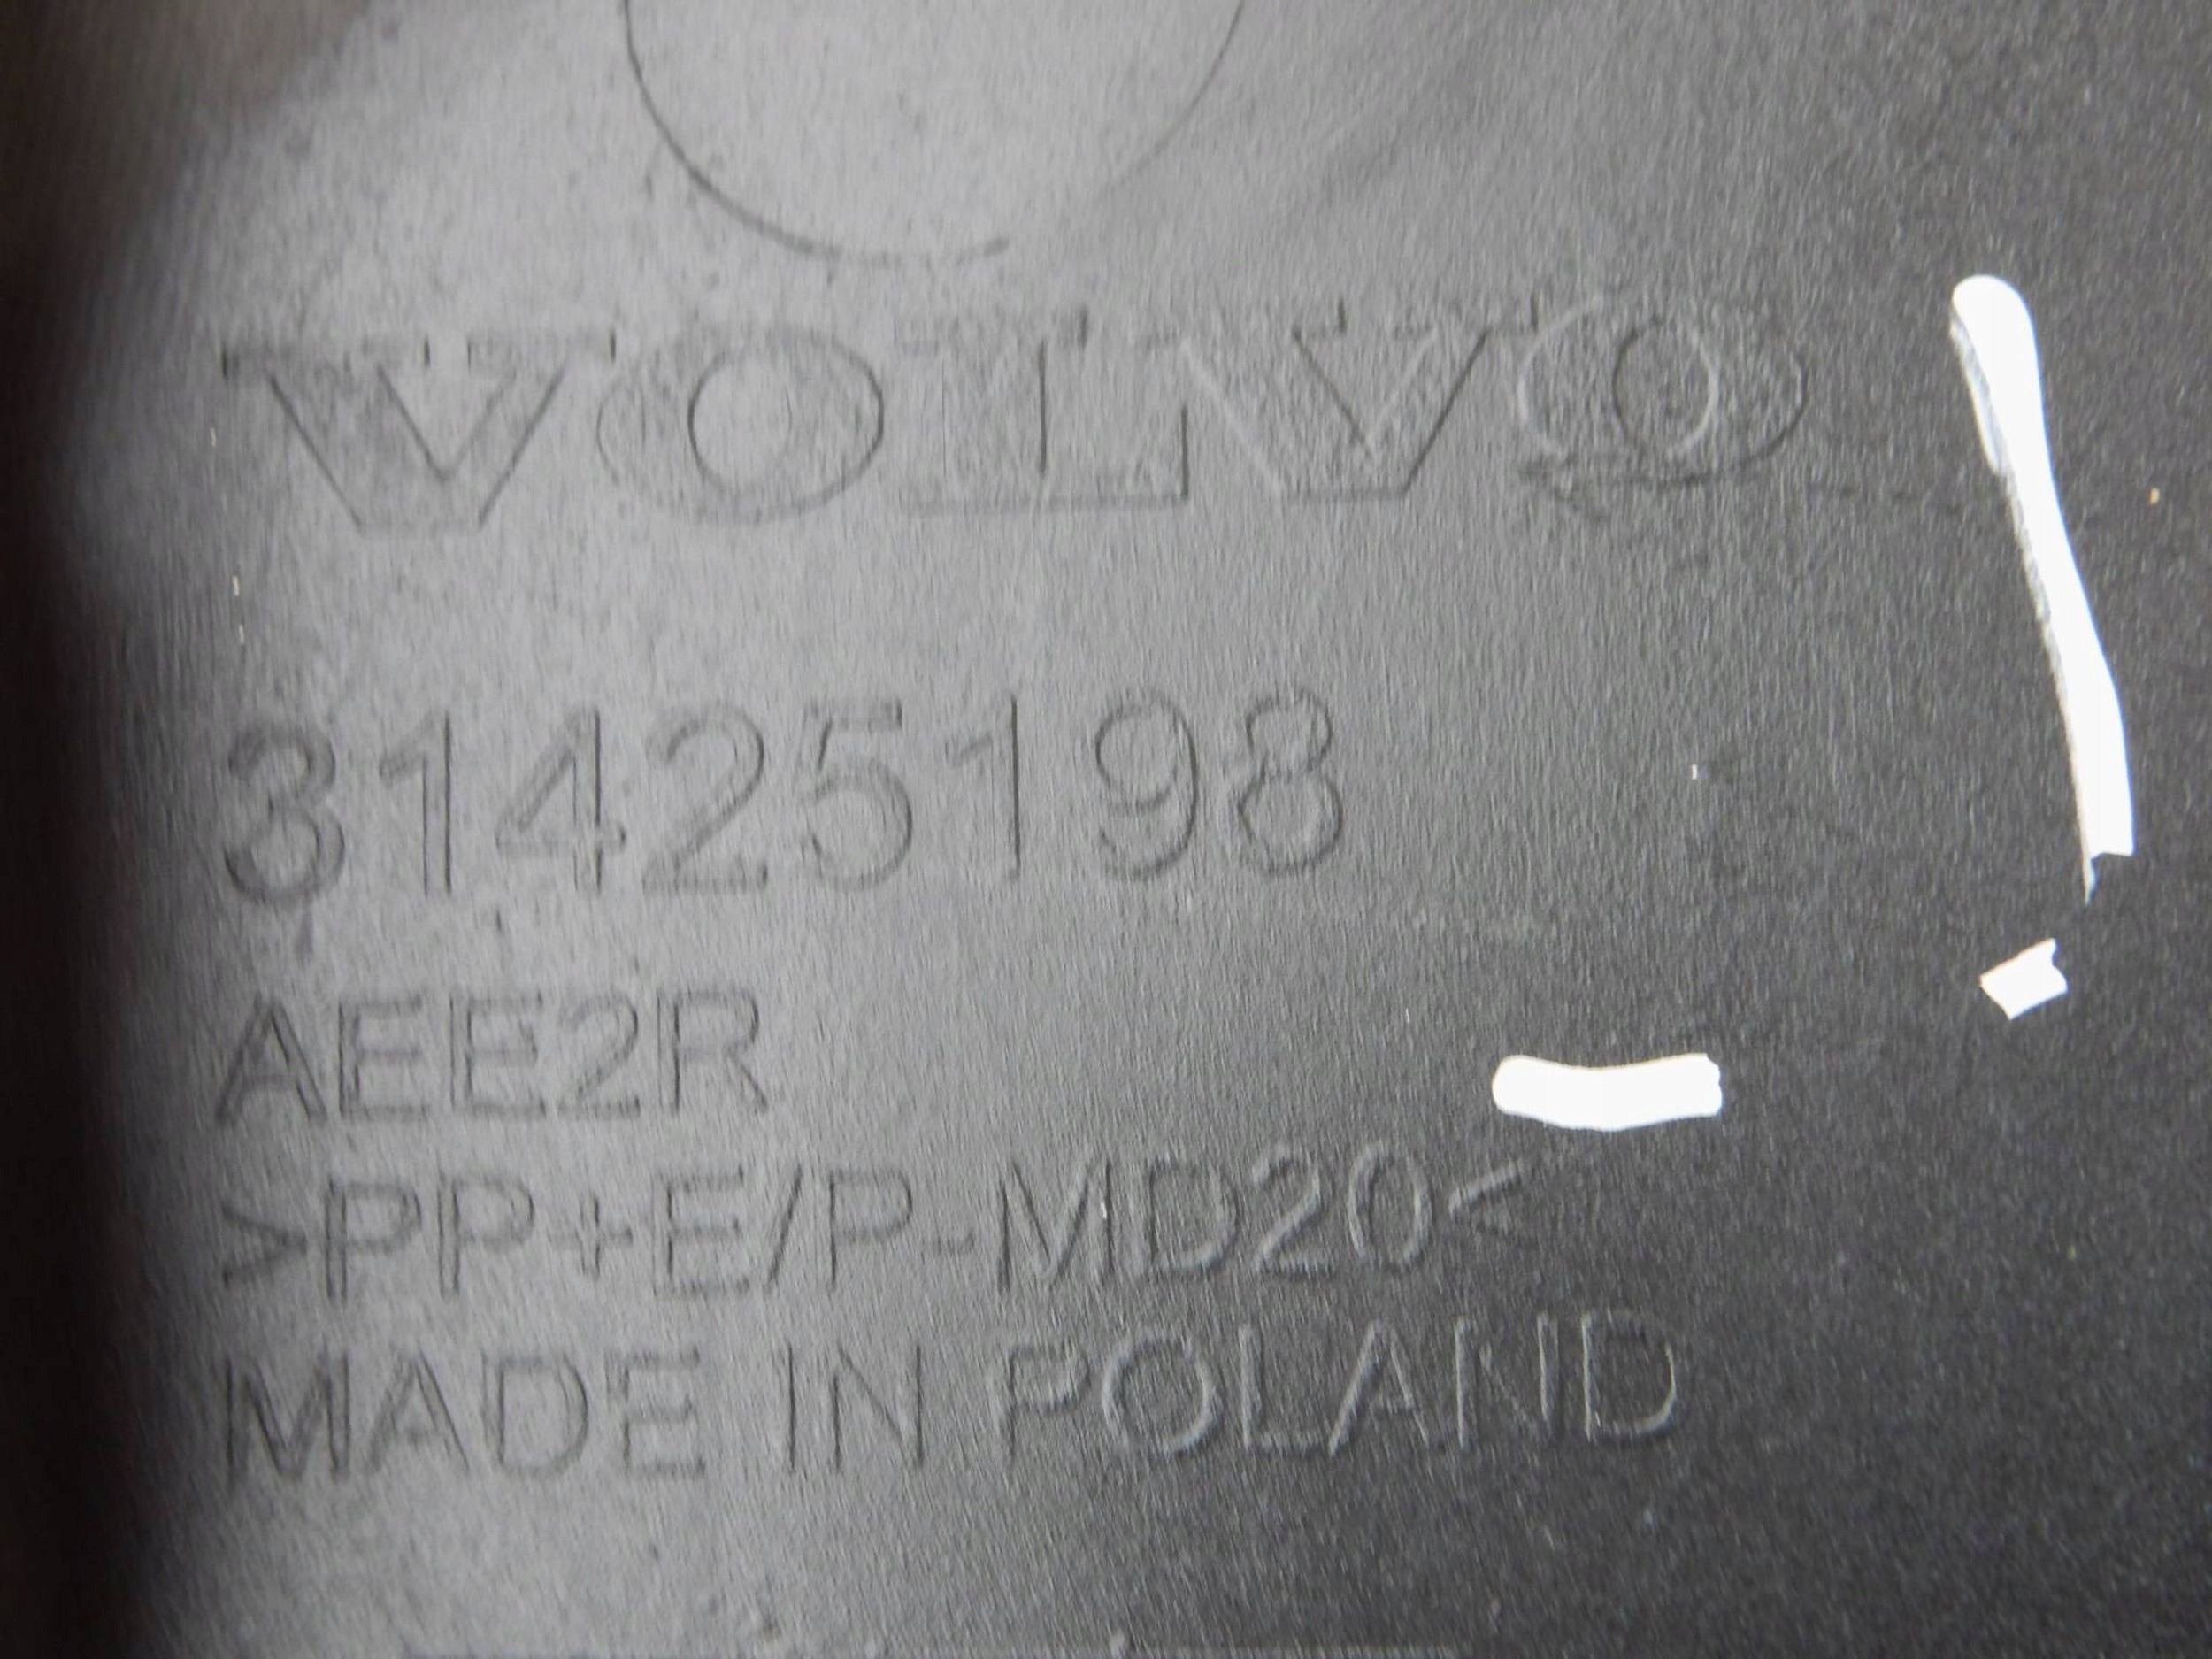 VOLVO
31425198
AEE2R
>PP+E/P-MD20<
MADE IN POLAND